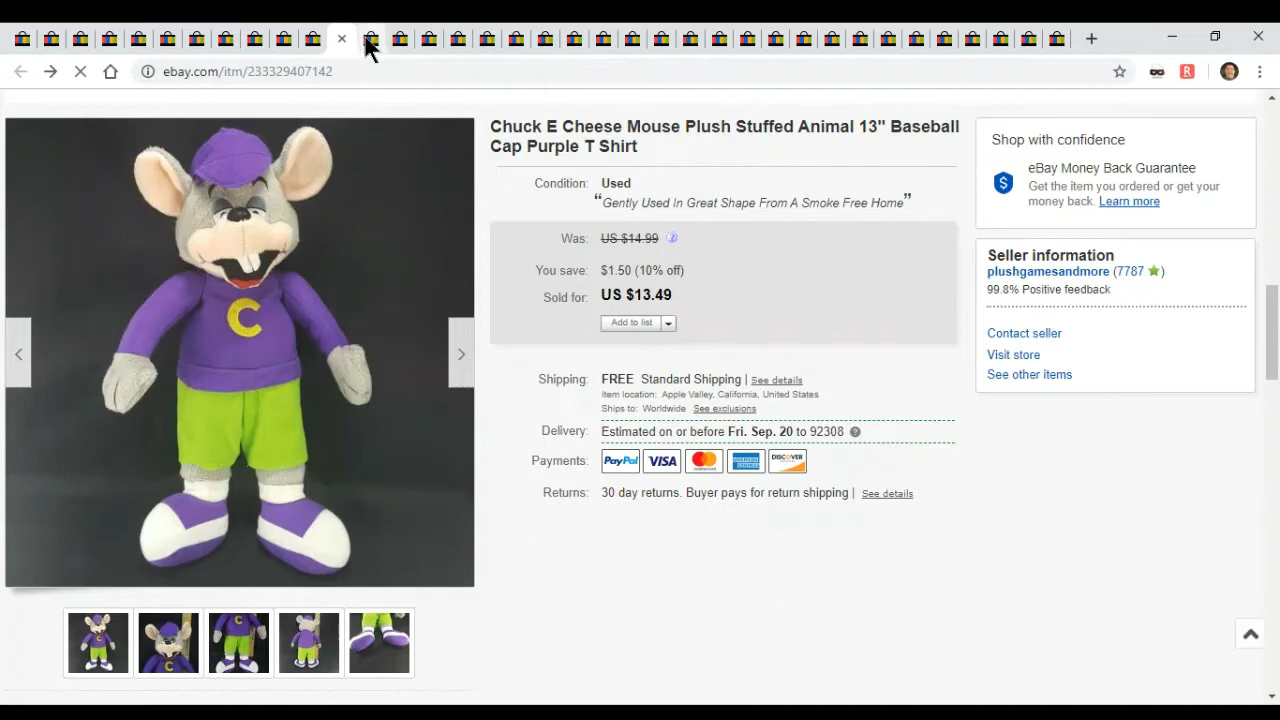 ebay.com/itm/233329407142
R
Chuck E Cheese Mouse Plush Stuffed Animal 13" Baseball
Cap Purple T Shirt
Condition: Used
“Gently Used In Great Shape From A Smoke Free Home”
Was: US $14.99
You save: $1.50 (10% off)
Sold for: US $13.49
Add to list
Shipping: FREE Standard Shipping | See details
Item location: Apple Valley, California, United States
Ships to: Worldwide See exclusions
Delivery: Estimated on or before Fri. Sep. 20 to 92308
Payments: PayPal VISA MasterCard AMERICAN EXPRESS DISCOVER
Returns: 30 day returns. Buyer pays for return shipping | See details
Shop with confidence
eBay Money Back Guarantee
Get the item you ordered or get your
money back. Learn more
Seller information
plushgamesandmore (7787 )
99.8% Positive feedback
Contact seller
Visit store
See other items
C